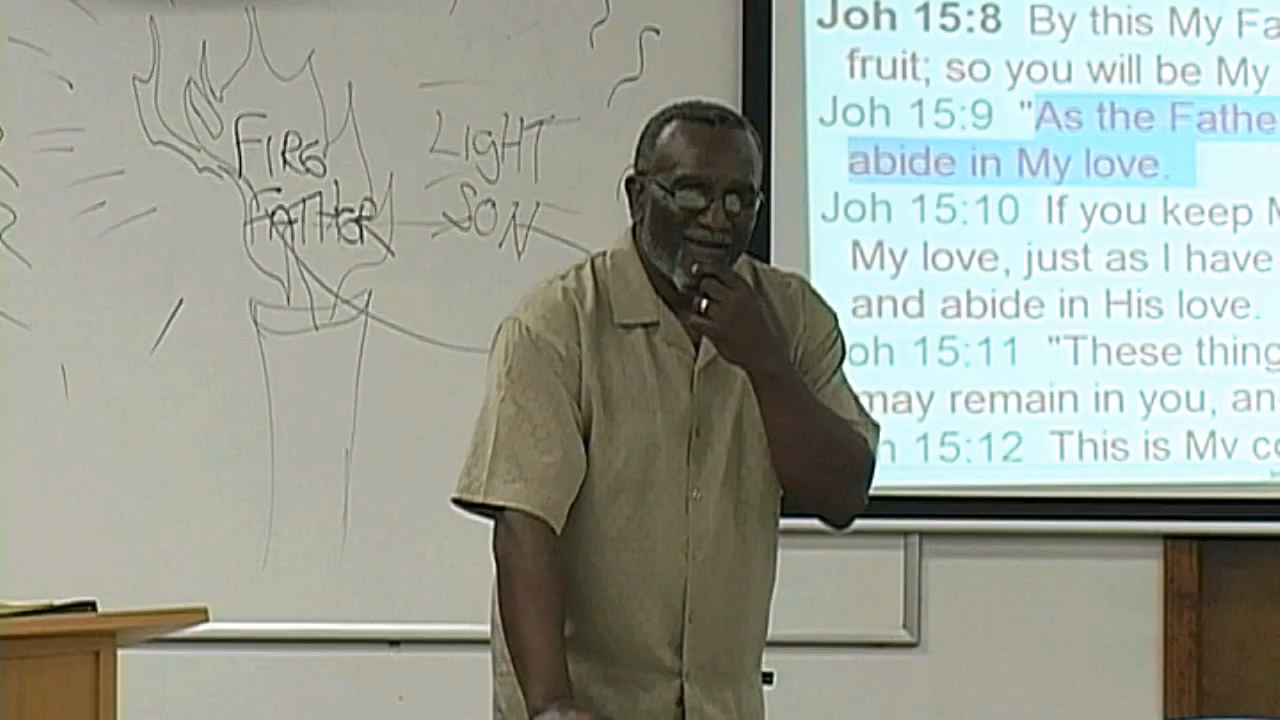 FIRE
FATHER
LIGHT
SON
Joh 15:8 By this My Fa
fruit; so you will be My
Joh 15:9 "As the Fathe
abide in My love.
Joh 15:10 If you keep M
My love, just as I have
and abide in His love.
oh 15:11 "These thing
may remain in you, an
h 15:12 This is My co